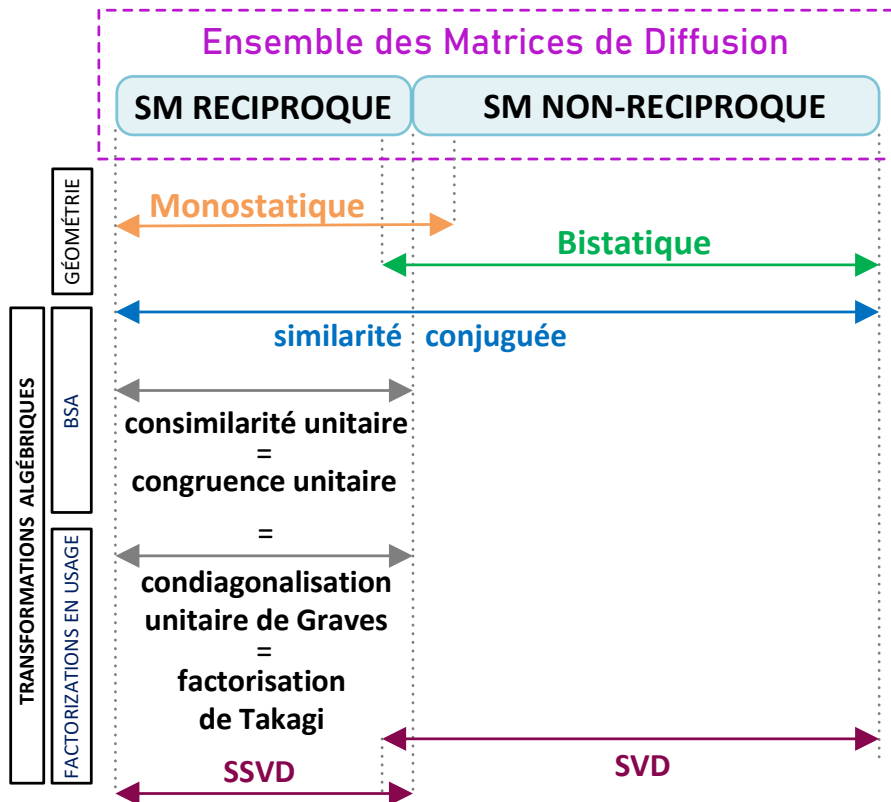 Ensemble des Matrices de Diffusion
SM RECIPROQUE
SM NON-RECIPROQUE
GÉOMÉTRIE
Monostatique
Bistatique
TRANSFORMATIONS ALGÉBRIQUES
BSA
similarité conjuguée
consimilarité unitaire
=
congruence unitaire
=
FACTORIZATIONS EN USAGE
condiagonalisation
unitaire de Graves
=
factorisation
de Takagi
SSVD
SVD